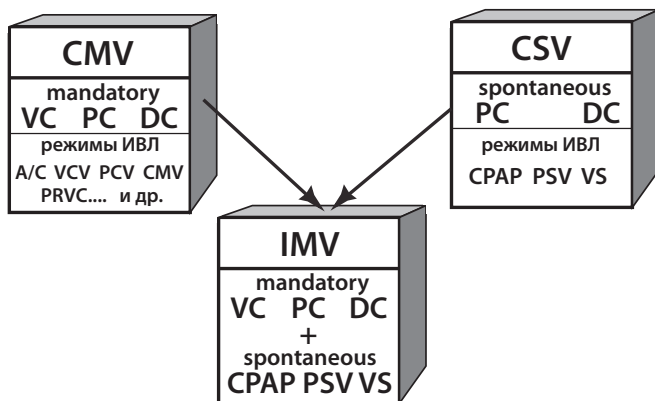 CMV
mandatory
VC PC DC
режимы ИВЛ
A/C VCV PCV CMV
PRVC.... и др.
CSV
spontaneous
PC DC
режимы ИВЛ
CPAP PSV VS
IMV
mandatory
VC PC DC
+
spontaneous
CPAP PSV VS